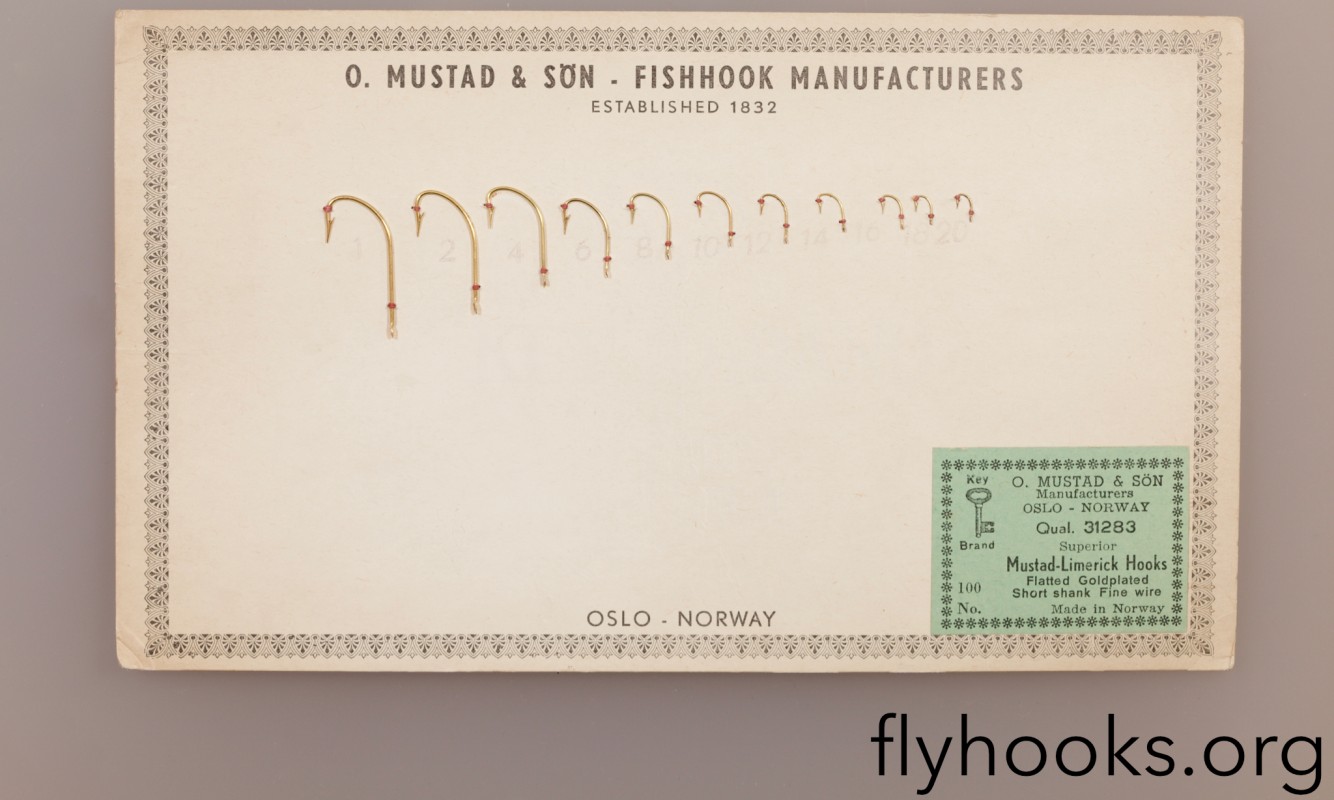 O. MUSTAD & SÖN - FISHHOOK MANUFACTURERS
ESTABLISHED 1832
1 2 4 6 8 10 12 14 16 18 20
Key
Brand
100
No.
O. MUSTAD & SÖN
Manufacturers
OSLO - NORWAY
Qual. 31283
Superior
Mustad-Limerick Hooks
Flatted Goldplated
Short shank Fine wire
Made in Norway
OSLO - NORWAY
flyhooks.org